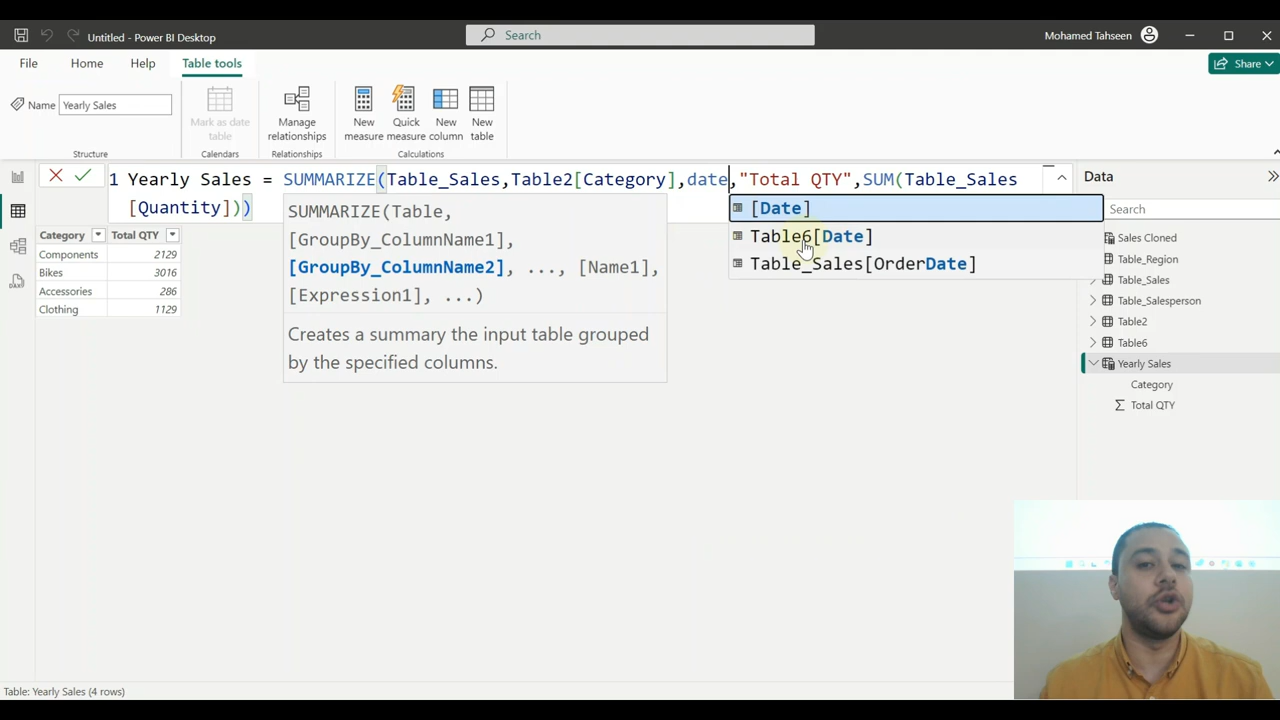 Untitled - Power BI Desktop
Search
Mohamed Tahseen
File
Home
Help
Table tools
Share
Name
Yearly Sales
Mark as date
table
Manage
relationships
New
measure
Quick
measure
New
column
New
table
Structure
Calendars
Relationships
Calculations
1 Yearly Sales = SUMMARIZE(Table_Sales,Table2[Category],date,"Total QTY",SUM(Table_Sales
[Quantity]))
SUMMARIZE(Table,
[GroupBy_ColumnName1],
[GroupBy_ColumnName2], ..., [Name1],
[Expression1], ...)
Creates a summary the input table grouped
by the specified columns.
[Date]
Table6[Date]
Table_Sales[OrderDate]
Category
Total QTY
Components
2129
Bikes
3016
Accessories
286
Clothing
1129
Data
Search
Sales Cloned
Table_Region
Table_Sales
Table_Salesperson
Table2
Table6
Yearly Sales
Category
Total QTY
Table: Yearly Sales (4 rows)